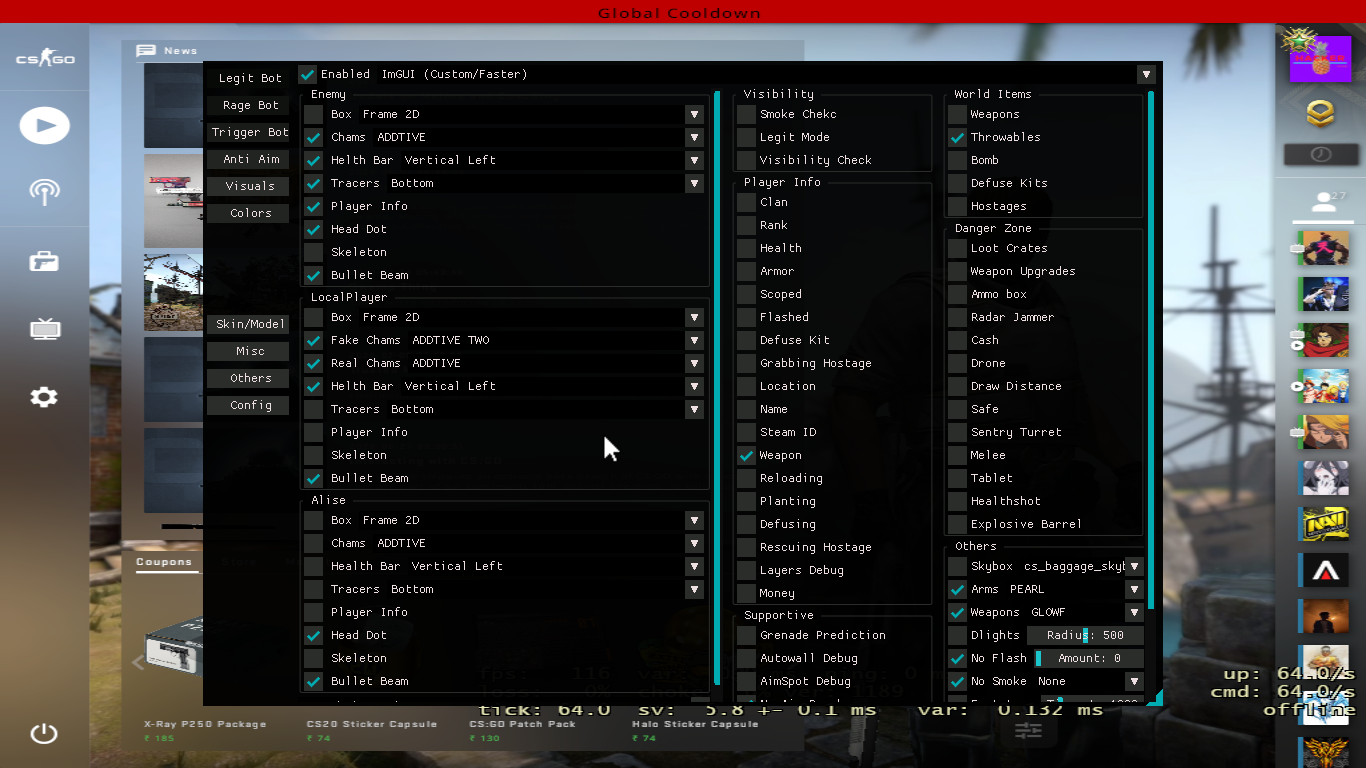 Global Cooldown
CS:GO
News
Legit Bot
Rage Bot
Trigger Bot
Anti Aim
Visuals
Colors
Skin/Model
Misc
Others
Config
Enabled ImGUI (Custom/Faster)
Enemy
Box Frame 2D
Chams ADDTIVE
Helth Bar Vertical Left
Tracers Bottom
Player Info
Head Dot
Skeleton
Bullet Beam
LocalPlayer
Box Frame 2D
Fake Chams ADDTIVE TWO
Real Chams ADDTIVE
Helth Bar Vertical Left
Tracers Bottom
Player Info
Skeleton
Bullet Beam
Alise
Box Frame 2D
Chams ADDTIVE
Health Bar Vertical Left
Tracers Bottom
Player Info
Head Dot
Skeleton
Bullet Beam
Visibility
Smoke Chekc
Legit Mode
Visibility Check
Player Info
Clan
Rank
Health
Armor
Scoped
Flashed
Defuse Kit
Grabbing Hostage
Location
Name
Steam ID
Weapon
Reloading
Planting
Defusing
Rescuing Hostage
Layers Debug
Money
Supportive
Grenade Prediction
Autowall Debug
AimSpot Debug
World Items
Weapons
Throwables
Bomb
Defuse Kits
Hostages
Danger Zone
Loot Crates
Weapon Upgrades
Ammo box
Radar Jammer
Cash
Drone
Draw Distance
Safe
Sentry Turret
Melee
Tablet
Healthshot
Explosive Barrel
Others
Skybox cs_baggage_skyb
Arms PEARL
Weapons GLOWF
Dlights Radius: 500
No Flash Amount: 0
No Smoke None
27
Coupons
X-Ray P250 Package
₹ 185
CS20 Sticker Capsule
₹ 74
CS:GO Patch Pack
₹ 130
Halo Sticker Capsule
₹ 74
fps: 116
tick: 64.0 sv: 5.8 +- 0.1 ms var: 0.132 ms
up: 64.0/s
cmd: 64.0/s
offline